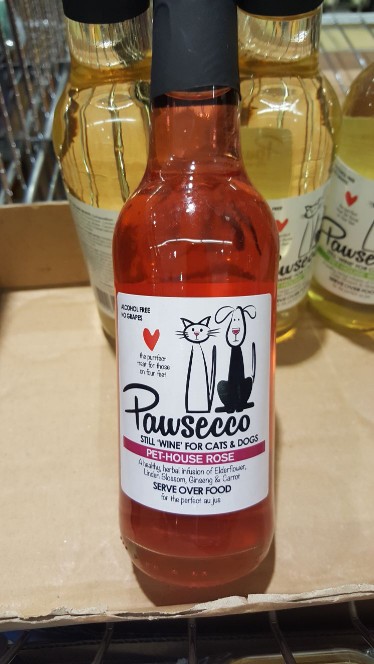 ALCOHOL FREE
NO GRAPES
the purrfect
treat for those
on four feet
Pawsecco
STILL 'WINE' FOR CATS & DOGS
PET-HOUSE ROSE
A healthy, herbal infusion of Elderflower,
Linden Blossom, Ginseng & Carrot
SERVE OVER FOOD
for the perfect au jus
Pawse